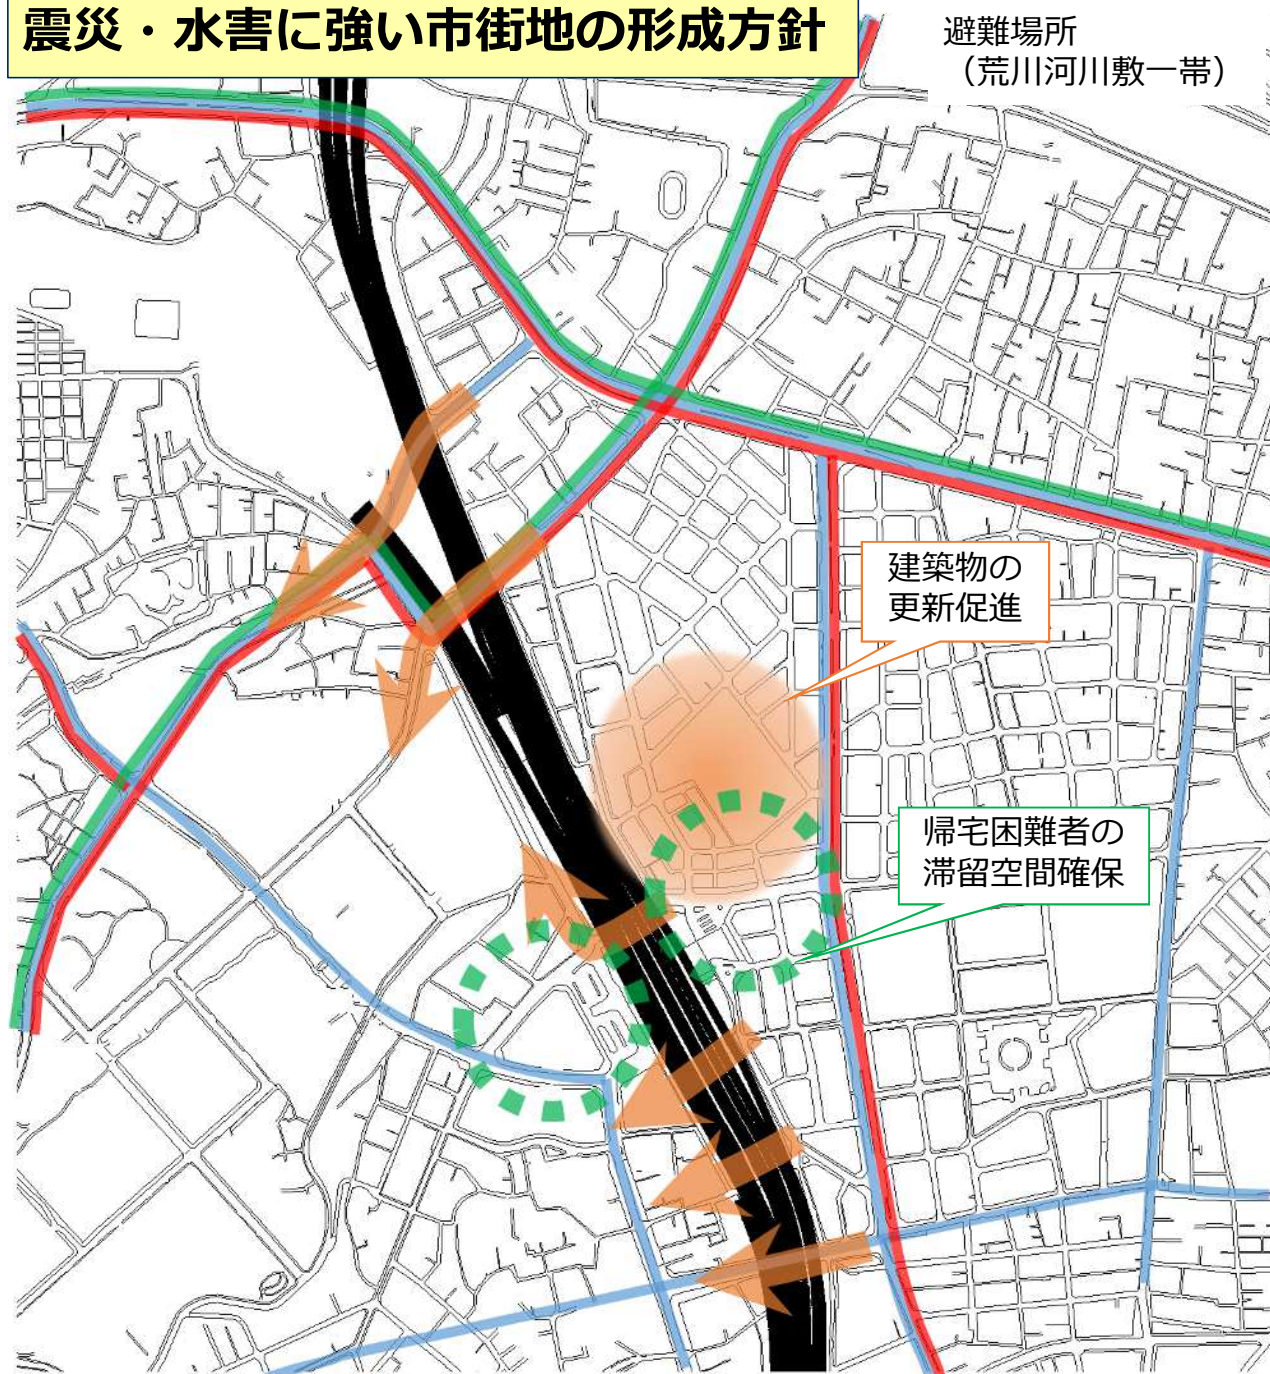 震災・水害に強い市街地の形成方針
避難場所
（荒川河川敷一帯）
建築物の
更新促進
帰宅困難者の
滞留空間確保